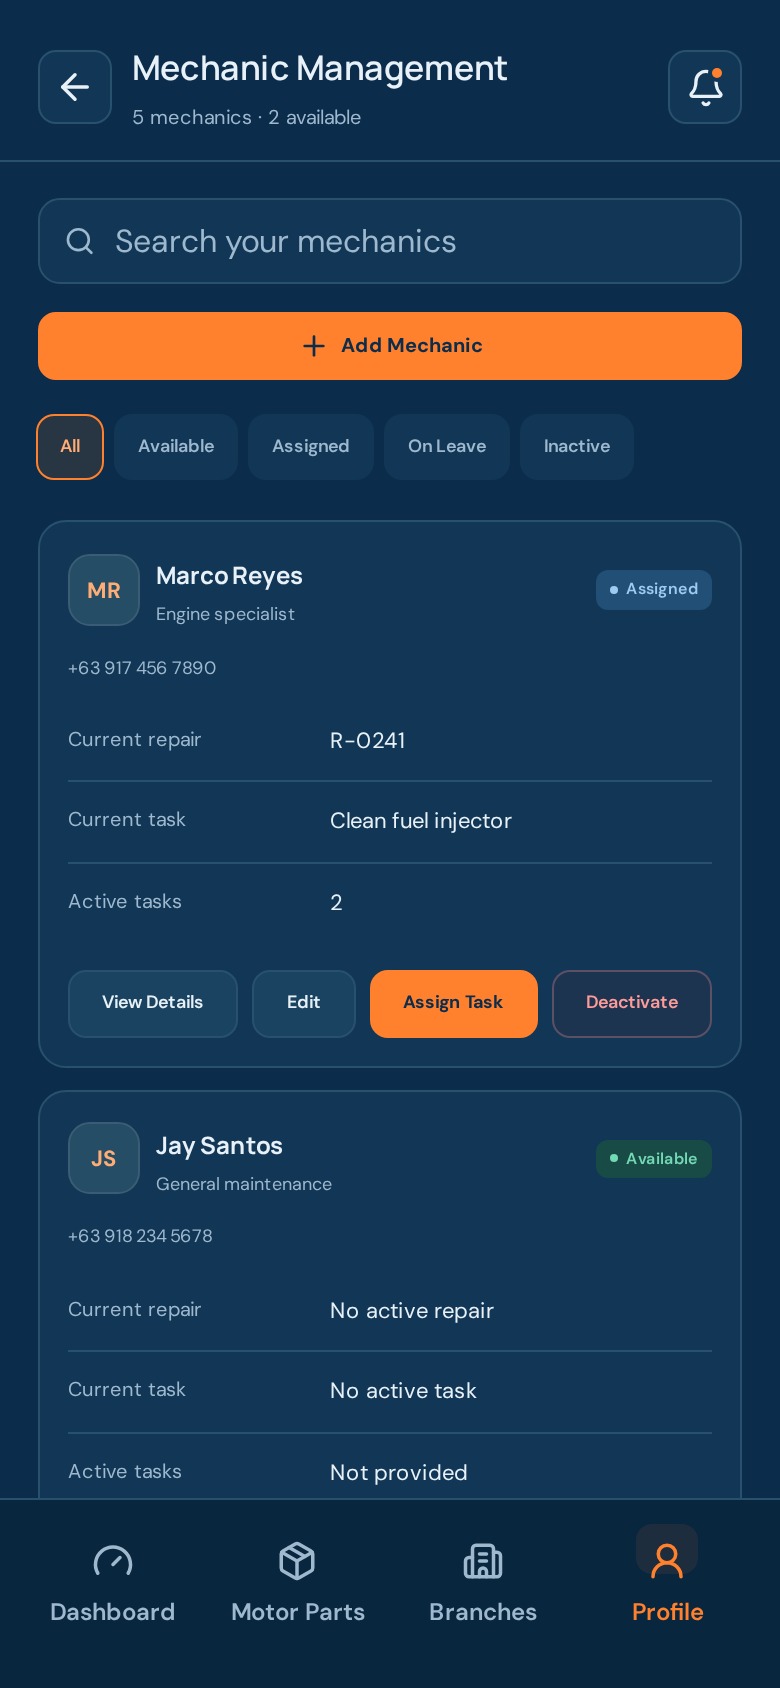 Mechanic Management
5 mechanics · 2 available
Search your mechanics
Add Mechanic
All
Available
Assigned
On Leave
Inactive
MR
Marco Reyes
Engine specialist
Assigned
+63 917 456 7890
Current repair
R-0241
Current task
Clean fuel injector
Active tasks
2
View Details
Edit
Assign Task
Deactivate
JS
Jay Santos
General maintenance
Available
+63 918 234 5678
Current repair
No active repair
Current task
No active task
Active tasks
Not provided
Dashboard
Motor Parts
Branches
Profile